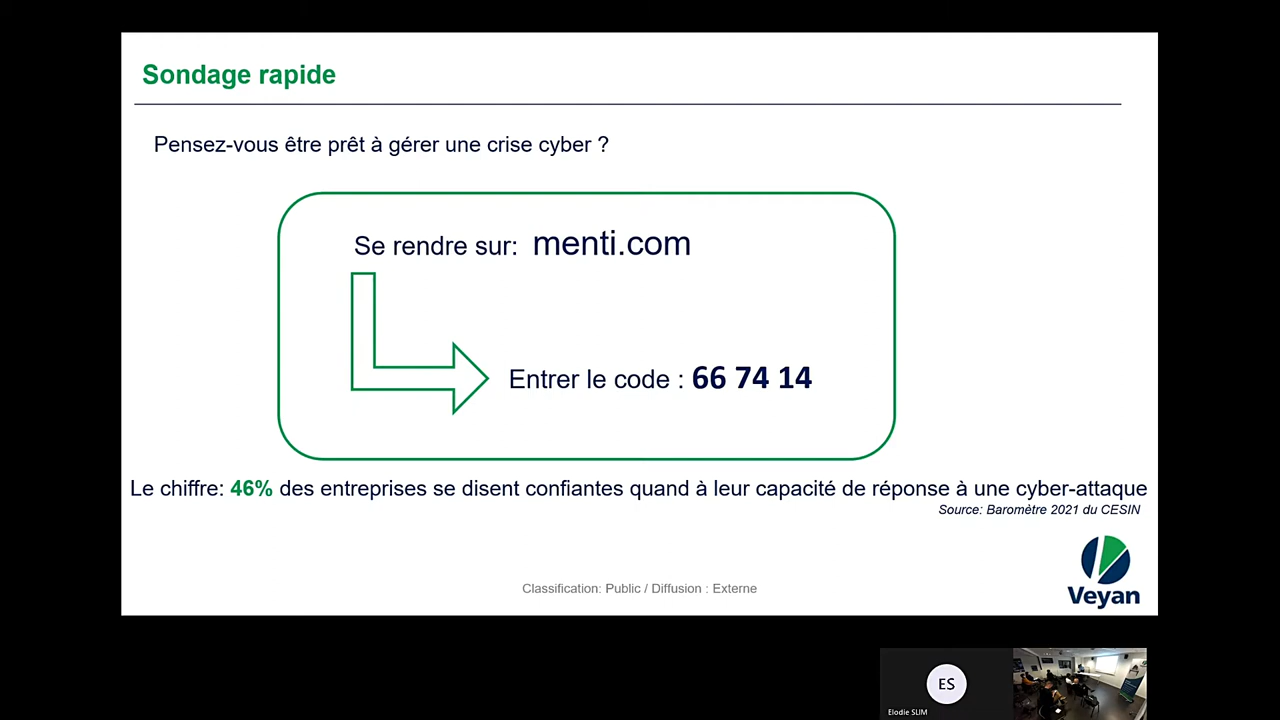 Sondage rapide
Pensez-vous être prêt à gérer une crise cyber ?
Se rendre sur: menti.com
Entrer le code : 66 74 14
Le chiffre: 46% des entreprises se disent confiantes quand à leur capacité de réponse à une cyber-attaque
Source: Baromètre 2021 du CESIN
Veyan
Classification: Public / Diffusion : Externe
ES
Elodie SLIM